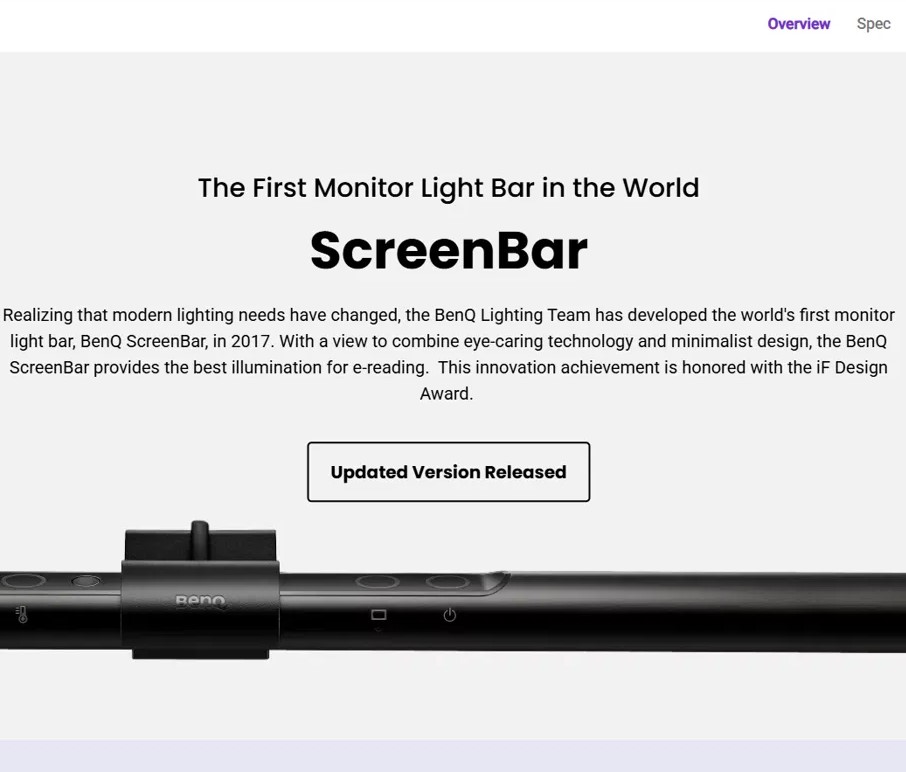 Overview Spec
The First Monitor Light Bar in the World
ScreenBar
Realizing that modern lighting needs have changed, the BenQ Lighting Team has developed the world's first monitor
light bar, BenQ ScreenBar, in 2017. With a view to combine eye-caring technology and minimalist design, the BenQ
ScreenBar provides the best illumination for e-reading.  This innovation achievement is honored with the iF Design
Award.
Updated Version Released
BenQ